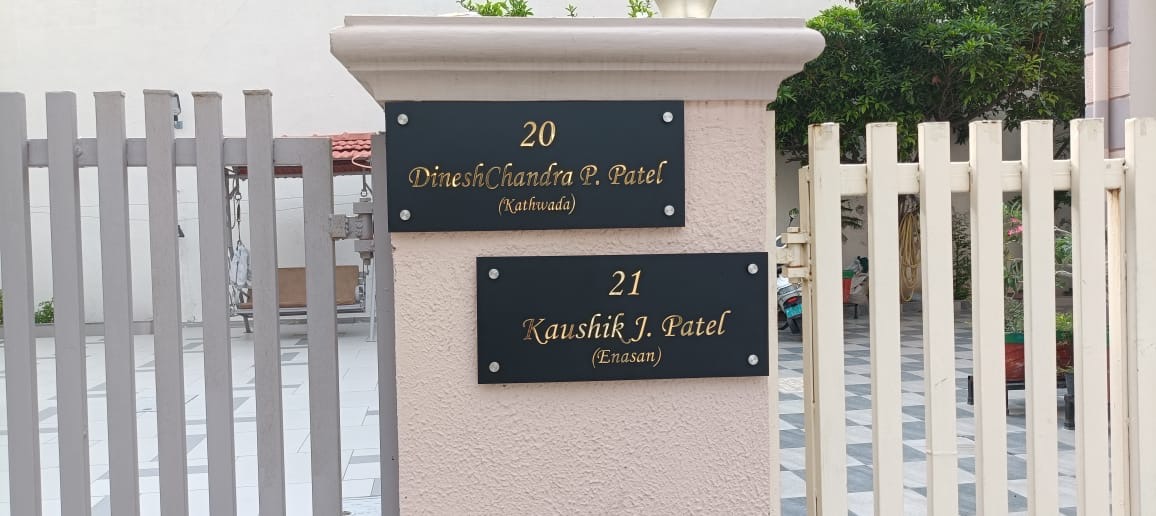 20
DineshChandra P. Patel
(Kathwada)
21
Kaushik J. Patel
(Enasan)